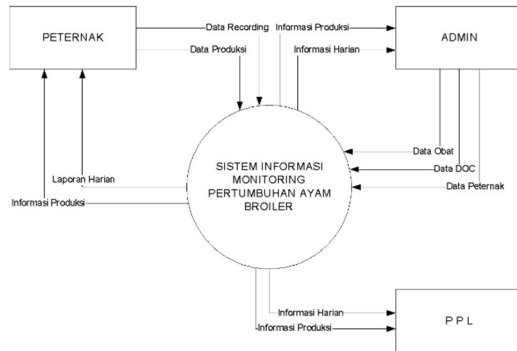 PETERNAK
Data Recording
Informasi Produksi
ADMIN
Data Produksi
Informasi Harian
Data Obat
Data DOC
Data Peternak
SISTEM INFORMASI
MONITORING
PERTUMBUHAN AYAM
BROILER
Laporan Harian
Informasi Produksi
Informasi Harian
Informasi Produksi
P P L